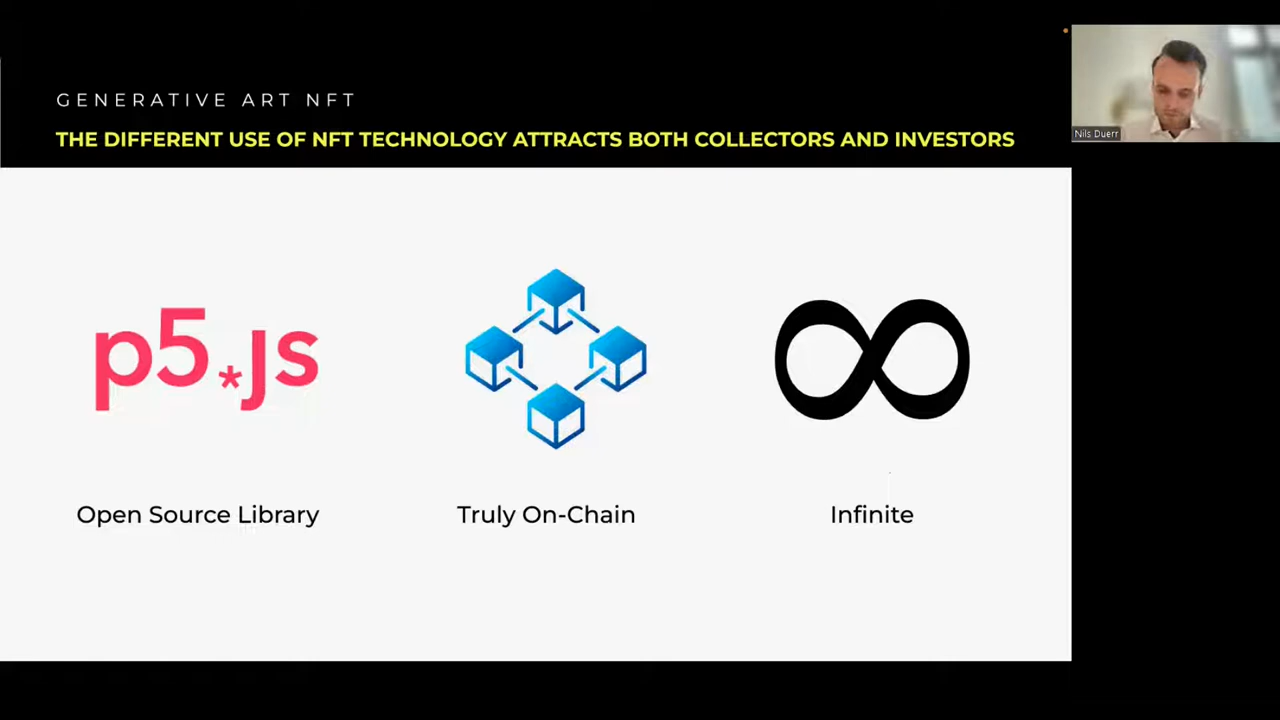 GENERATIVE ART NFT
THE DIFFERENT USE OF NFT TECHNOLOGY ATTRACTS BOTH COLLECTORS AND INVESTORS
Nils Duerr
p5*js
Open Source Library
Truly On-Chain
Infinite